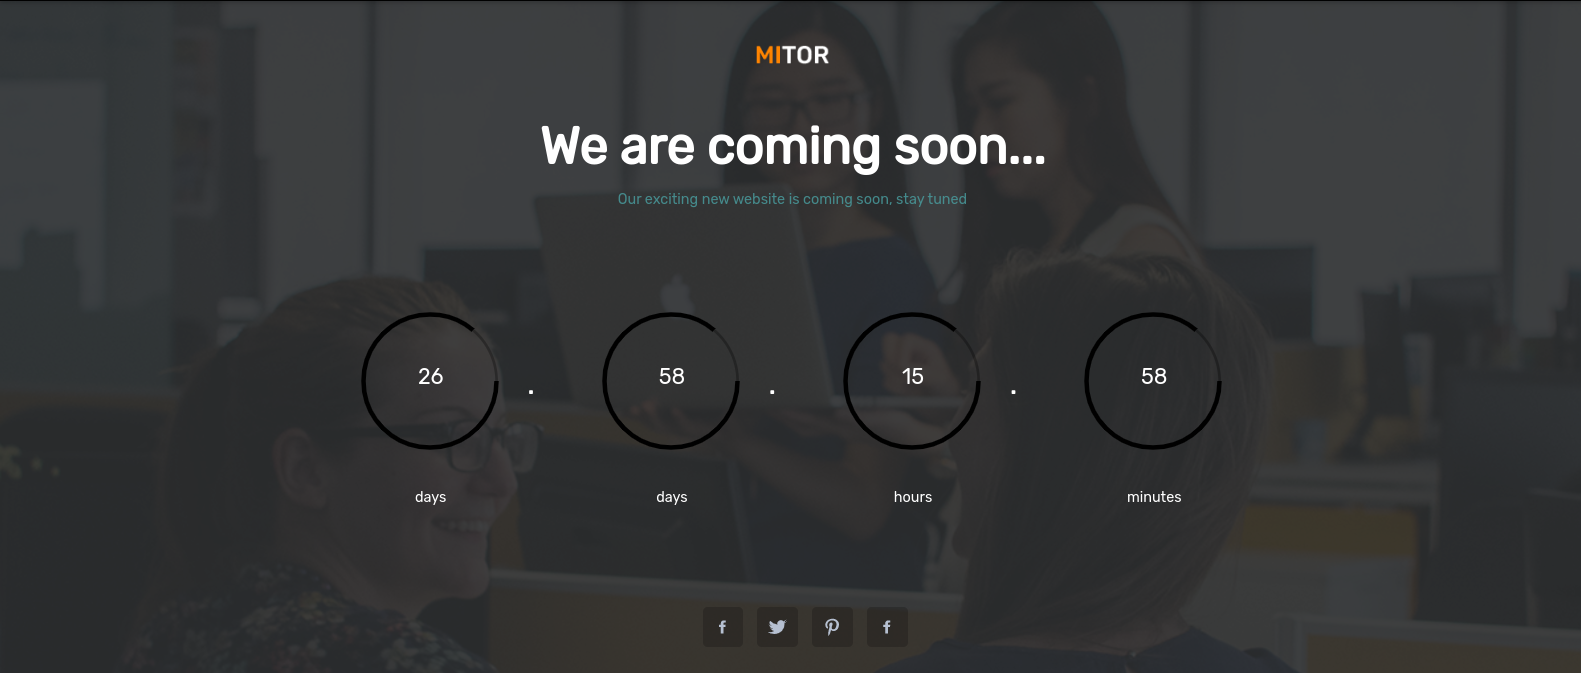 MITOR
We are coming soon...
Our exciting new website is coming soon, stay tuned
26 . 58 . 15 . 58
days days hours minutes